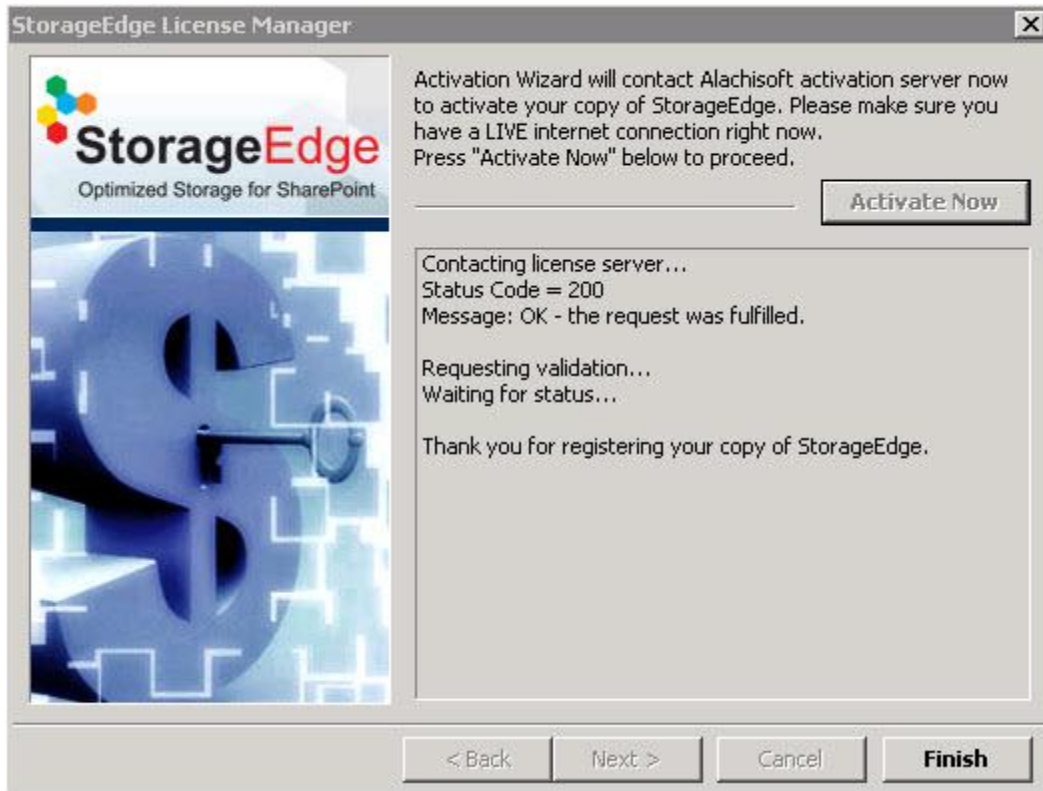 StorageEdge License Manager
StorageEdge
Optimized Storage for SharePoint
Activation Wizard will contact Alachisoft activation server now
to activate your copy of StorageEdge. Please make sure you
have a LIVE internet connection right now.
Press "Activate Now" below to proceed.
Activate Now
Contacting license server...
Status Code = 200
Message: OK - the request was fulfilled.
Requesting validation...
Waiting for status...
Thank you for registering your copy of StorageEdge.
< Back Next > Cancel Finish